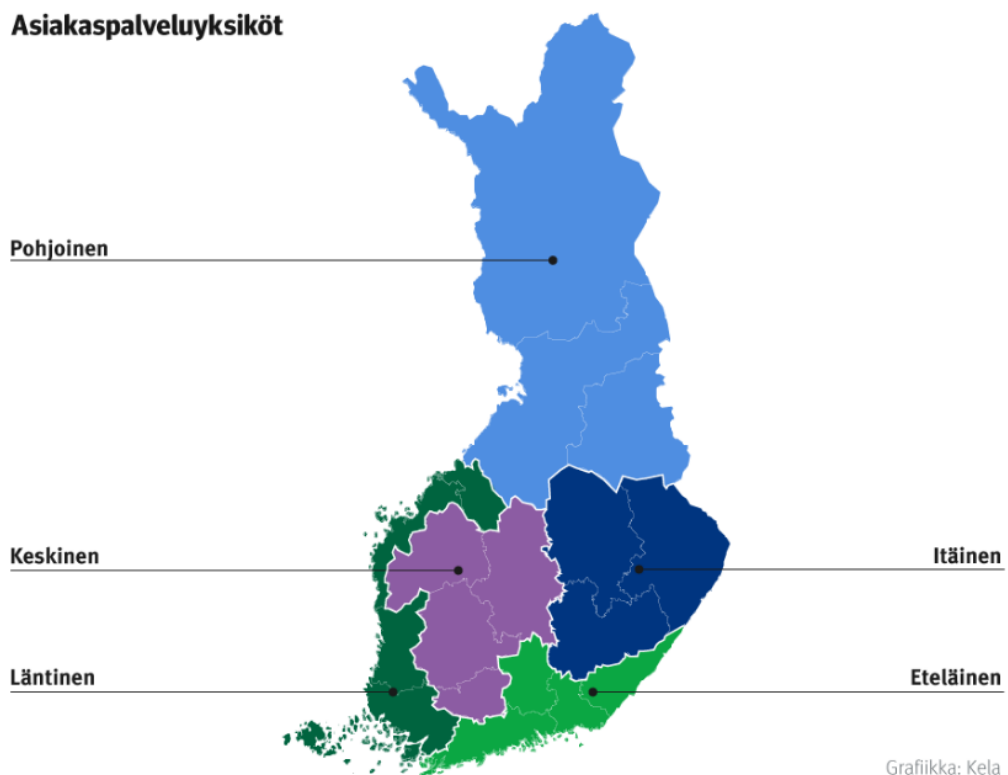 Asiakaspalveluyksiköt
Pohjoinen
Keskinen
Itäinen
Läntinen
Eteläinen
Grafiikka: Kela